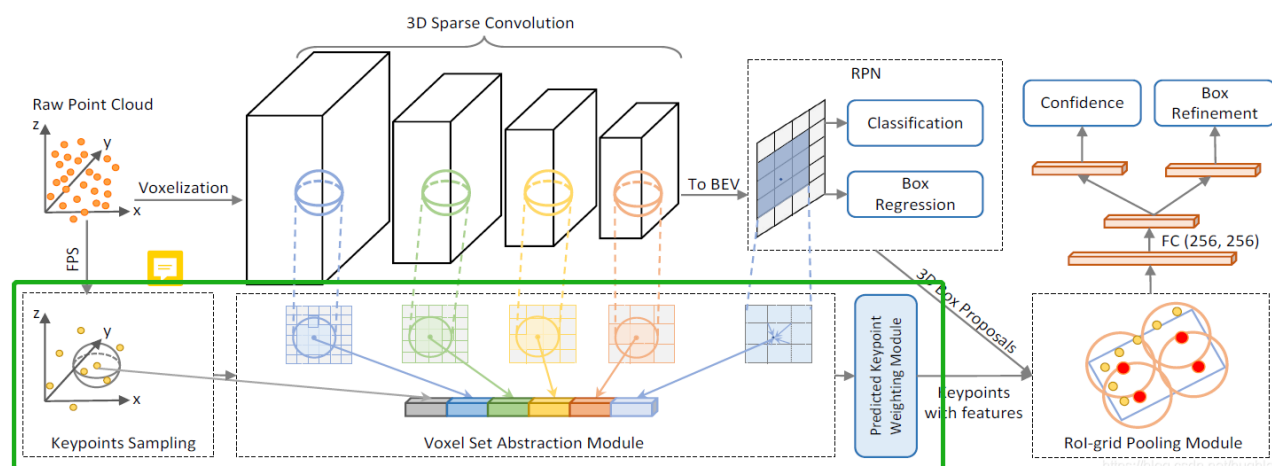 3D Sparse Convolution
Raw Point Cloud
z
y
x
Voxelization
FPS
To BEV
RPN
Classification
Box
Regression
Confidence
Box
Refinement
FC (256, 256)
3D Box Proposals
z
y
x
Keypoints Sampling
Voxel Set Abstraction Module
Predicted Keypoint
Weighting Module
Keypoints
with features
RoI-grid Pooling Module